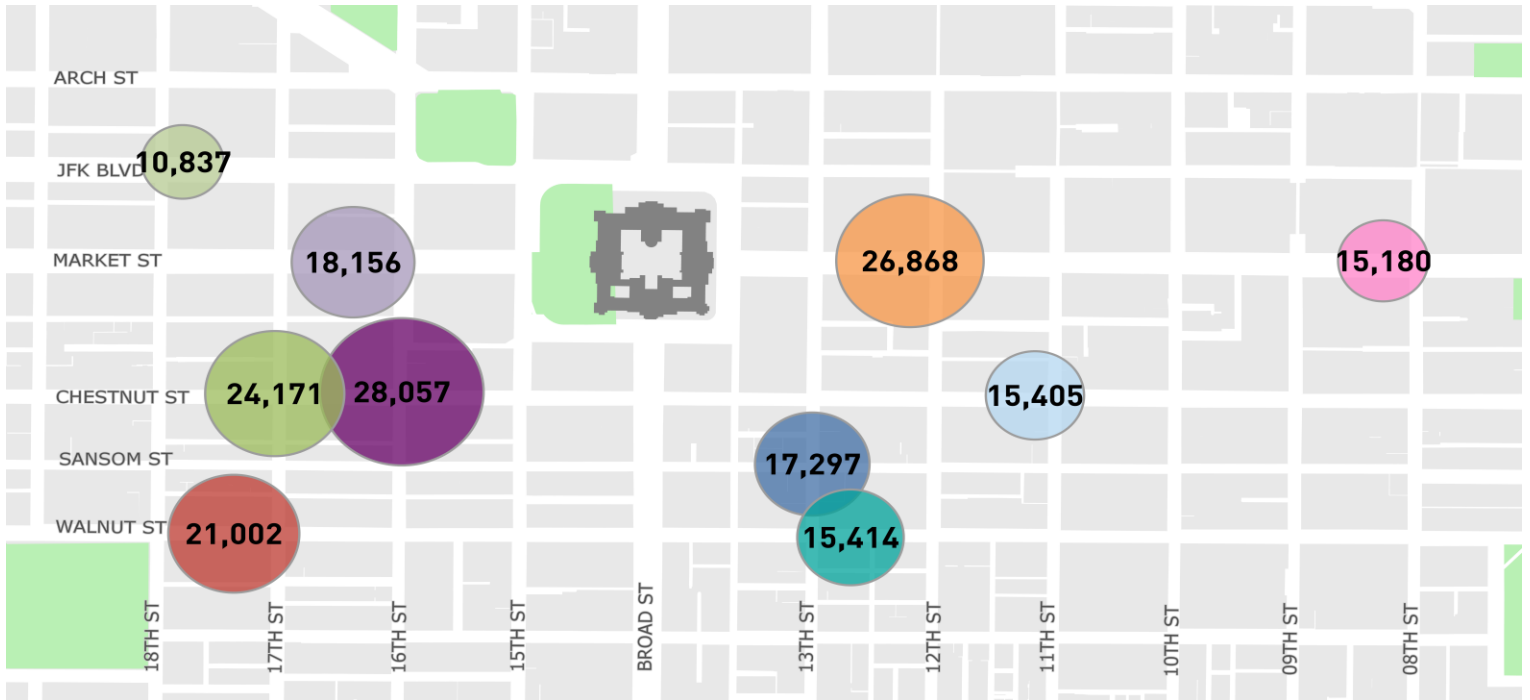 ARCH ST
10,837
JFK BLVD
18,156
26,868
15,180
MARKET ST
24,171
28,057
15,405
CHESTNUT ST
SANSOM ST
17,297
WALNUT ST
21,002
15,414
18TH ST
17TH ST
16TH ST
15TH ST
BROAD ST
13TH ST
12TH ST
11TH ST
10TH ST
09TH ST
08TH ST